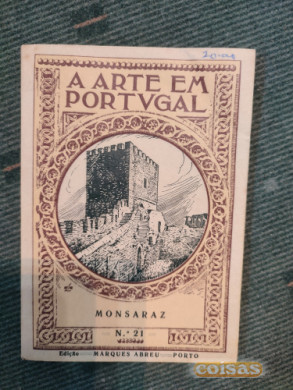 A ARTE EM
PORTVGAL
MONSARAZ
N.º 21
Edição MARQUES ABREU PORTO
coisas